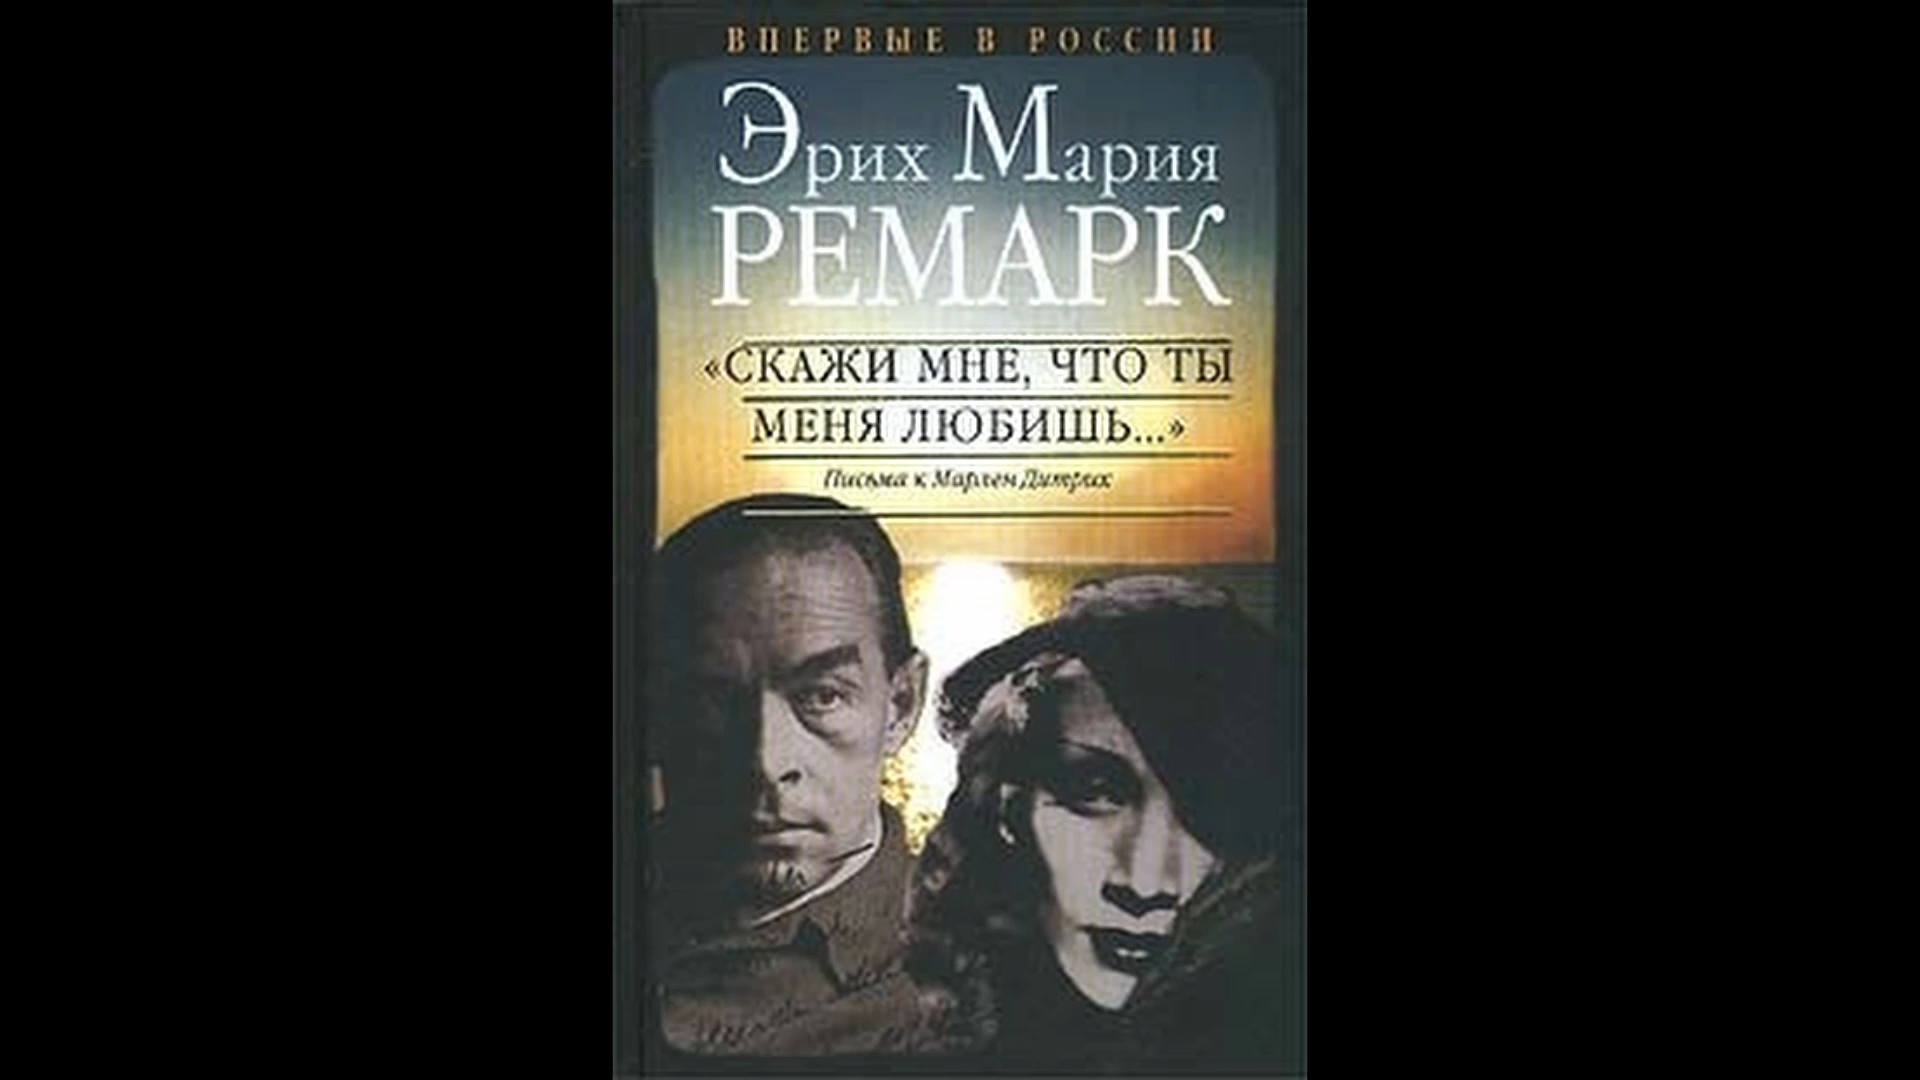 ВПЕРВЫЕ В РОССИИ
Эрих Мария
РЕМАРК
«СКАЖИ МНЕ, ЧТО ТЫ
МЕНЯ ЛЮБИШЬ...»
Письма к Марлен Дитрих